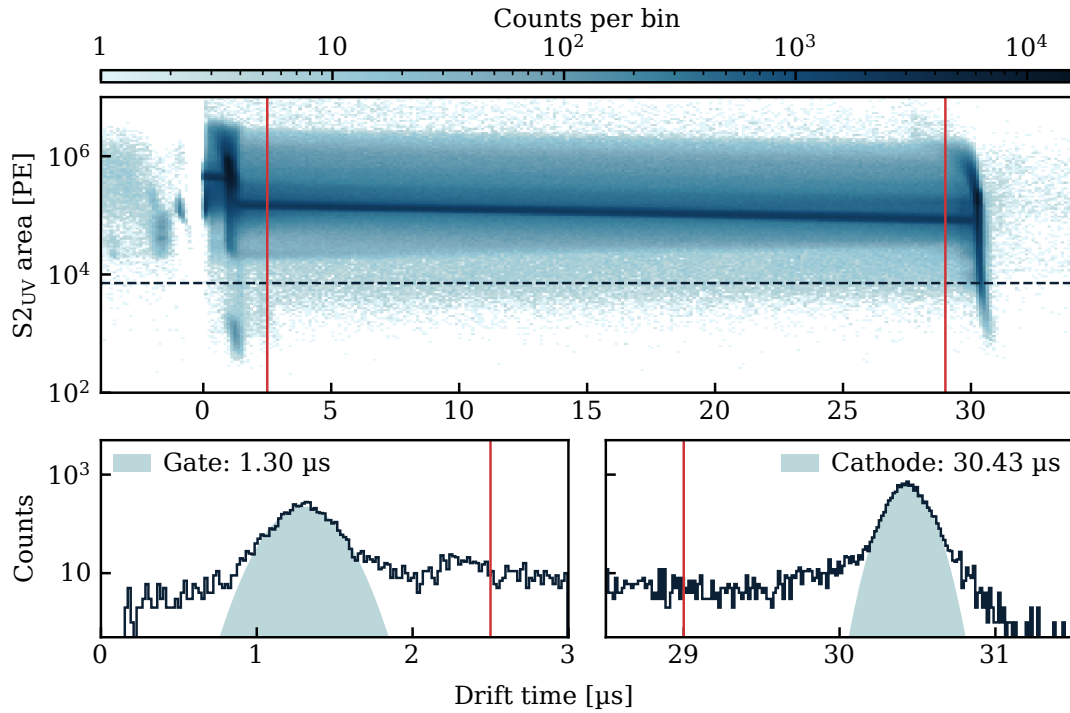 Counts per bin
1 10 10² 10³ 10⁴
S2UV area [PE]
10⁶
10⁴
10²
0 5 10 15 20 25 30
Gate: 1.30 µs
Cathode: 30.43 µs
Counts
10³
10
0 1 2 3
29 30 31
Drift time [µs]